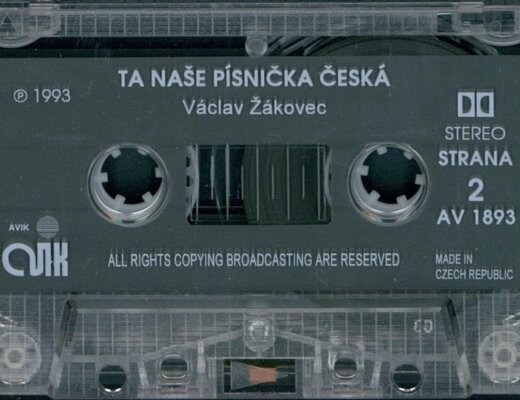 TA NAŠE PÍSNIČKA ČESKÁ
℗ 1993
Václav Žákovec
STEREO
STRANA
2
AV 1893
AVIK
AVIK
ALL RIGHTS COPYING BROADCASTING ARE RESERVED
MADE IN
CZECH REPUBLIC